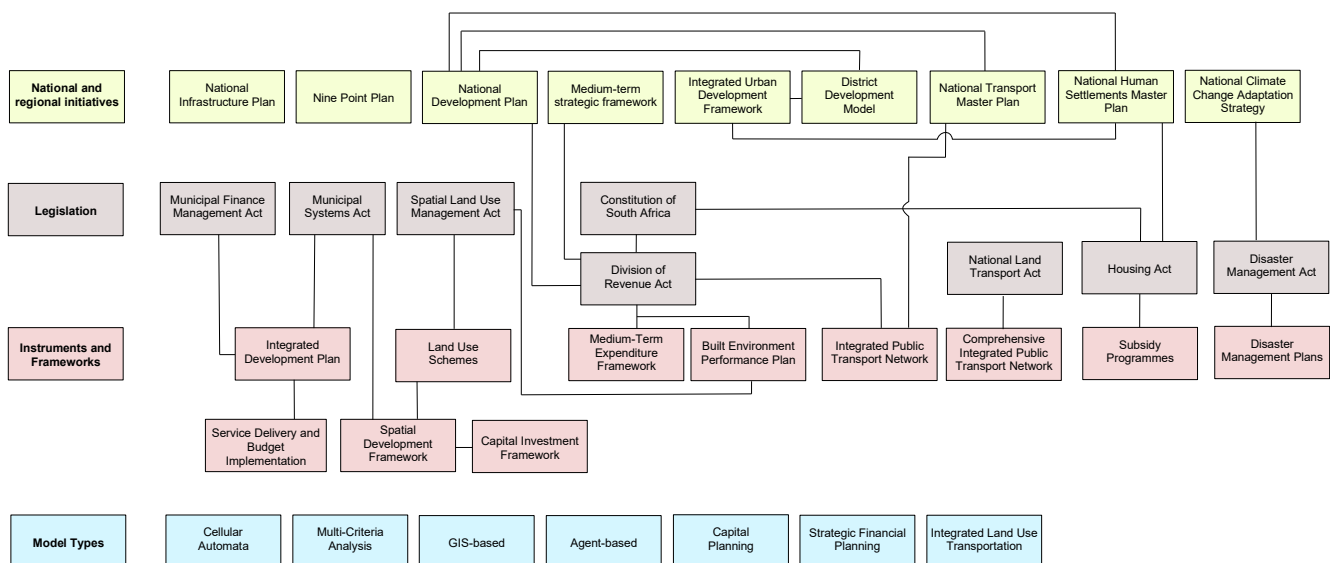 National and
regional initiatives
National
Infrastructure Plan
Nine Point Plan
National
Development Plan
Medium-term
strategic framework
Integrated Urban
Development
Framework
District
Development
Model
National Transport
Master Plan
National Human
Settlements Master
Plan
National Climate
Change Adaptation
Strategy
Legislation
Municipal Finance
Management Act
Municipal
Systems Act
Spatial Land Use
Management Act
Constitution of
South Africa
Division of
Revenue Act
National Land
Transport Act
Housing Act
Disaster
Management Act
Instruments and
Frameworks
Integrated
Development Plan
Land Use
Schemes
Medium-Term
Expenditure
Framework
Built Environment
Performance Plan
Integrated Public
Transport Network
Comprehensive
Integrated Public
Transport Network
Subsidy
Programmes
Disaster
Management Plans
Service Delivery and
Budget
Implementation
Spatial
Development
Framework
Capital Investment
Framework
Model Types
Cellular
Automata
Multi-Criteria
Analysis
GIS-based
Agent-based
Capital
Planning
Strategic Financial
Planning
Integrated Land Use
Transportation